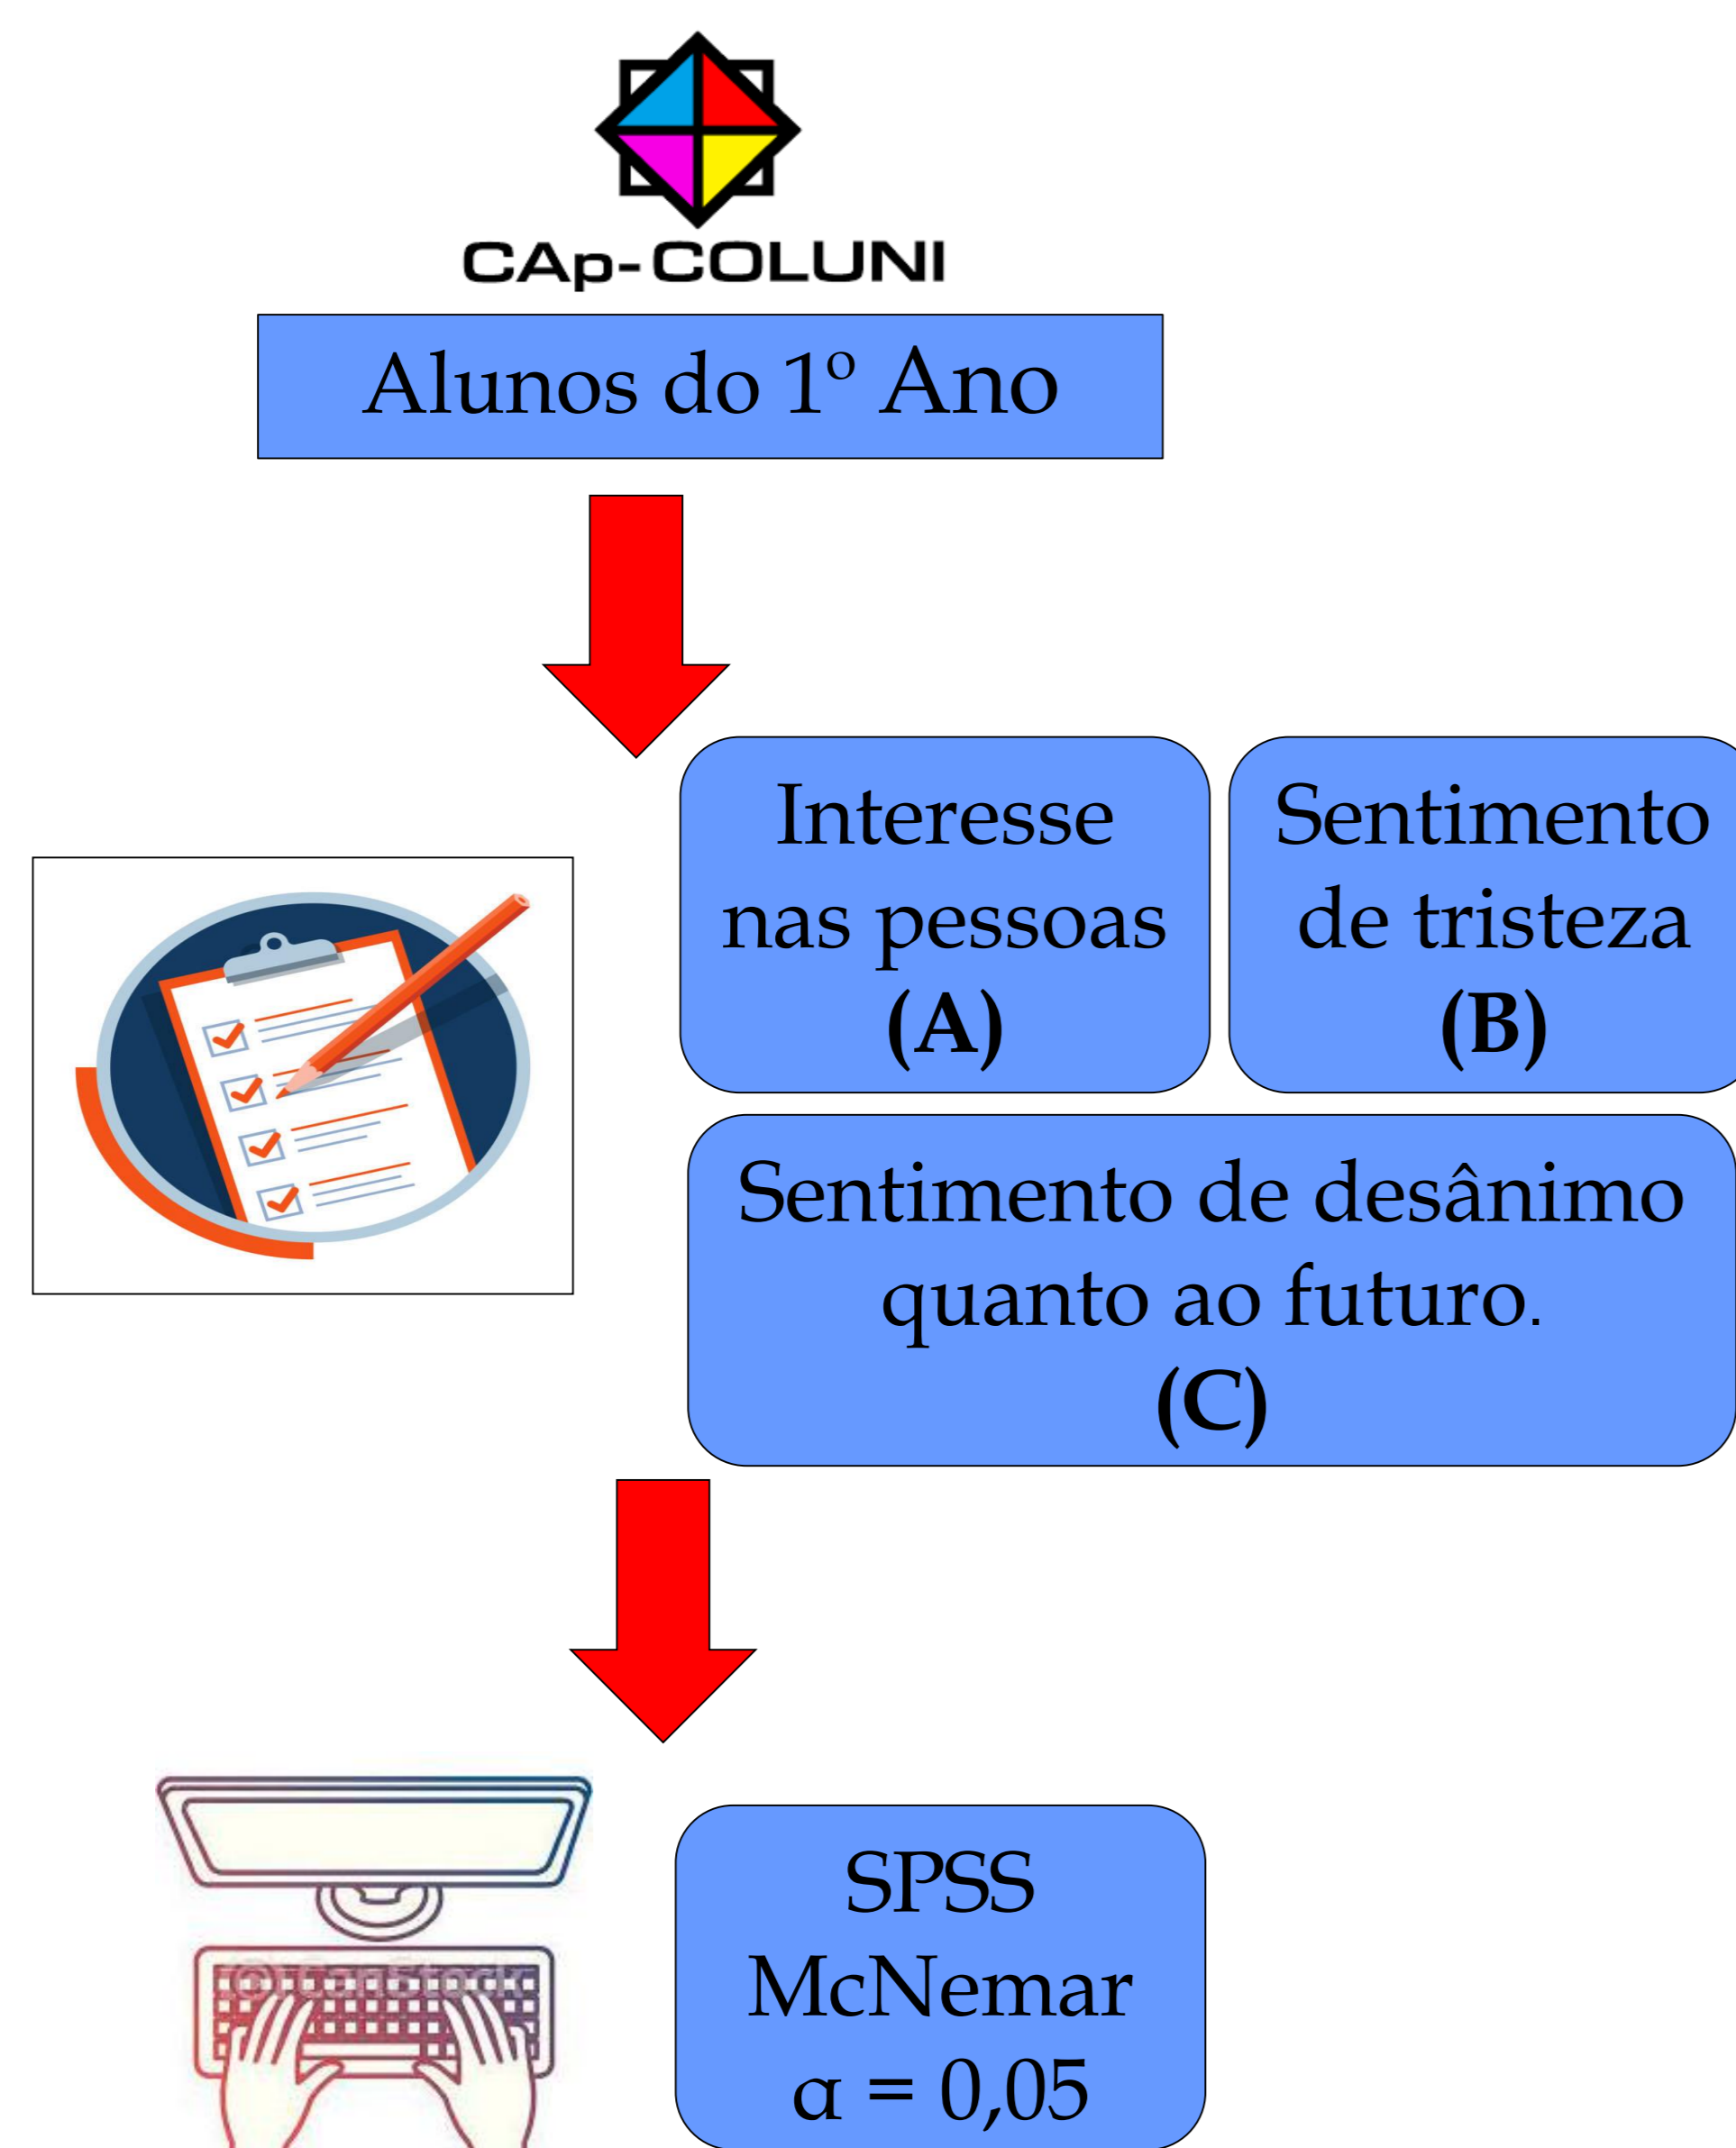 CAp-COLUNI
Alunos do 1º Ano
Interesse
nas pessoas
(A)
Sentimento
de tristeza
(B)
Sentimento de desânimo
quanto ao futuro.
(C)
© CanStock
SPSS
McNemar
α = 0,05